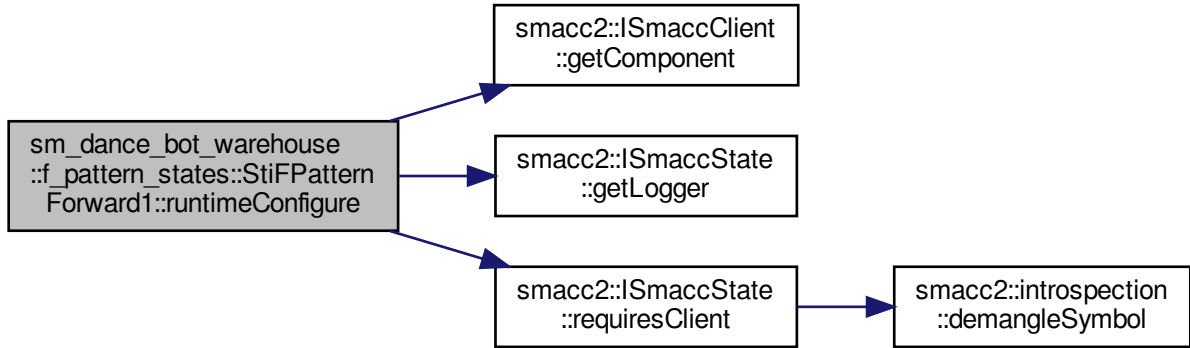 smacc2::ISmaccClient
::getComponent
sm_dance_bot_warehouse
::f_pattern_states::StiFPattern
Forward1::runtimeConfigure
smacc2::ISmaccState
::getLogger
smacc2::ISmaccState
::requiresClient
smacc2::introspection
::demangleSymbol